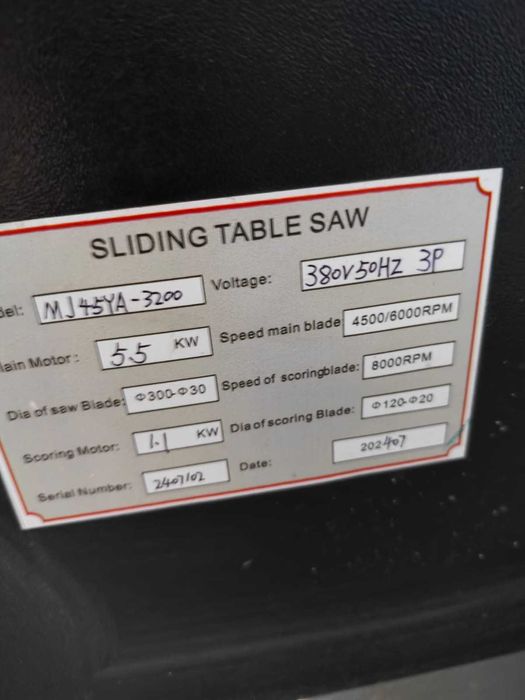 SLIDING TABLE SAW
del: MJ45YA-3200 Voltage: 380V50HZ 3P
ain Motor: 5.5 KW Speed main blade 4500/6000RPM
Dia of saw Blade: Φ300-Φ30 Speed of scoringblade: 8000RPM
Scoring Motor: 1.1 KW Dia of scoring Blade: Φ120-Φ20
Serial Number: 2407102 Date: 202407